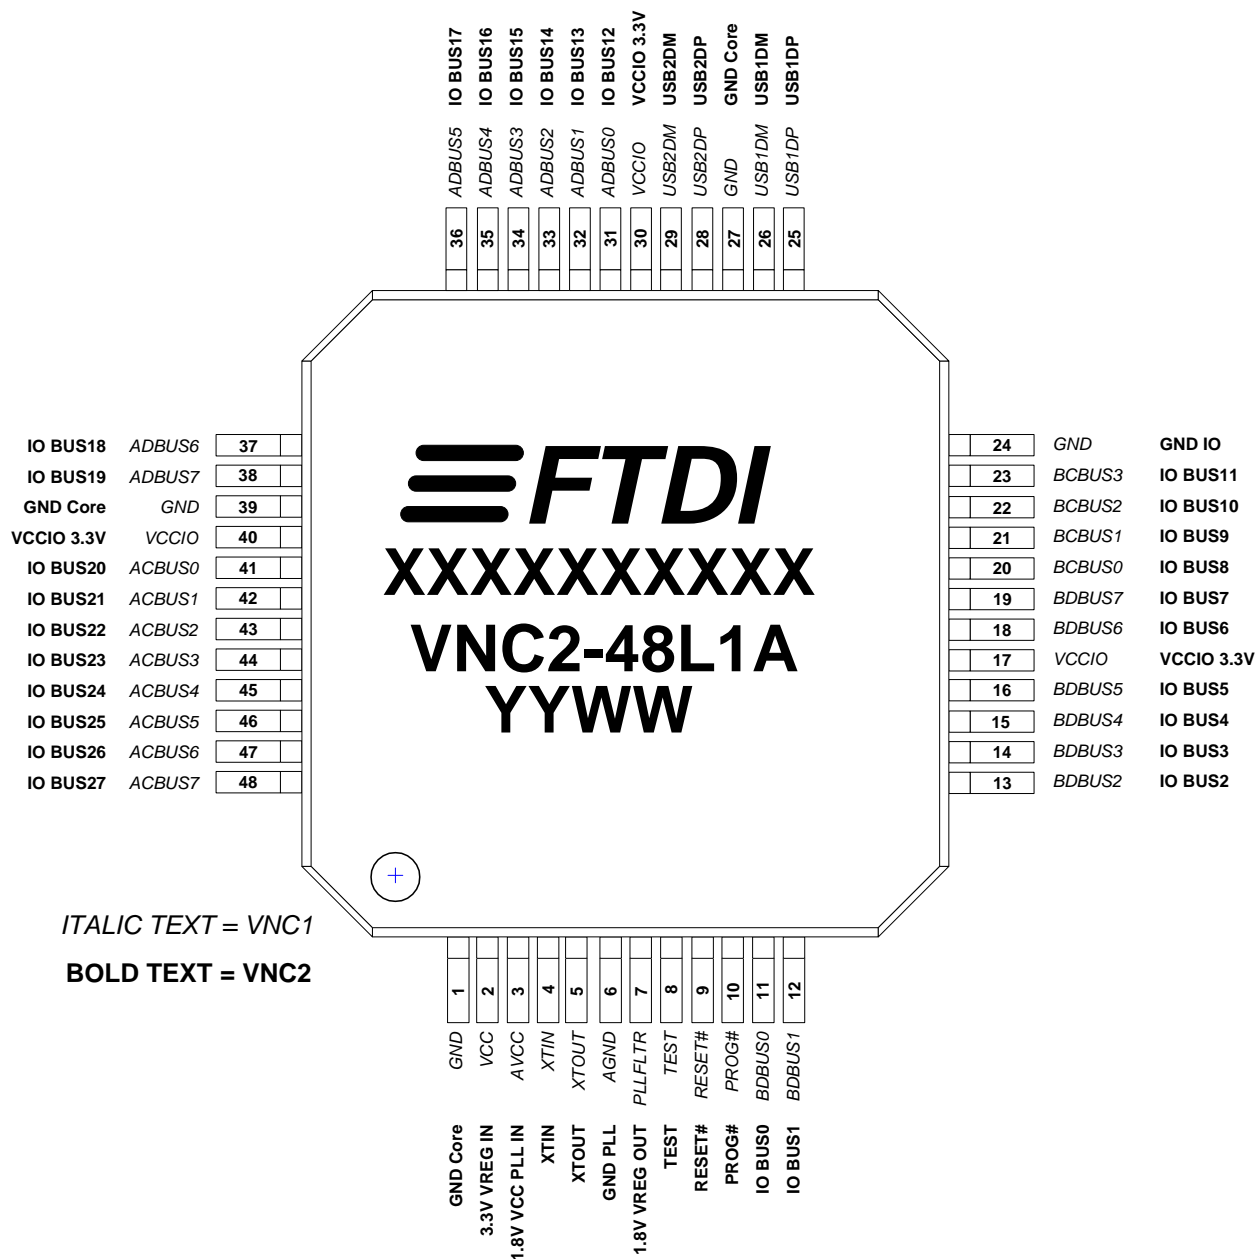 IO BUS17
IO BUS16
IO BUS15
IO BUS14
IO BUS13
IO BUS12
VCCIO 3.3V
USB2DM
USB2DP
GND Core
USB1DM
USB1DP
ADBUS5
ADBUS4
ADBUS3
ADBUS2
ADBUS1
ADBUS0
VCCIO
USB2DM
USB2DP
GND
USB1DM
USB1DP
36
35
34
33
32
31
30
29
28
27
26
25
IO BUS18 ADBUS6 37
IO BUS19 ADBUS7 38
GND Core GND 39
VCCIO 3.3V VCCIO 40
IO BUS20 ACBUS0 41
IO BUS21 ACBUS1 42
IO BUS22 ACBUS2 43
IO BUS23 ACBUS3 44
IO BUS24 ACBUS4 45
IO BUS25 ACBUS5 46
IO BUS26 ACBUS6 47
IO BUS27 ACBUS7 48
FTDI
XXXXXXXXXX
VNC2-48L1A
YYWW
24 GND GND IO
23 BCBUS3 IO BUS11
22 BCBUS2 IO BUS10
21 BCBUS1 IO BUS9
20 BCBUS0 IO BUS8
19 BDBUS7 IO BUS7
18 BDBUS6 IO BUS6
17 VCCIO VCCIO 3.3V
16 BDBUS5 IO BUS5
15 BDBUS4 IO BUS4
14 BDBUS3 IO BUS3
13 BDBUS2 IO BUS2
ITALIC TEXT = VNC1
BOLD TEXT = VNC2
1
2
3
4
5
6
7
8
9
10
11
12
GND
VCC
AVCC
XTIN
XTOUT
AGND
PLLFLTR
TEST
RESET#
PROG#
BDBUS0
BDBUS1
GND Core
3.3V VREG IN
1.8V VCC PLL IN
XTIN
XTOUT
GND PLL
1.8V VREG OUT
TEST
RESET#
PROG#
IO BUS0
IO BUS1